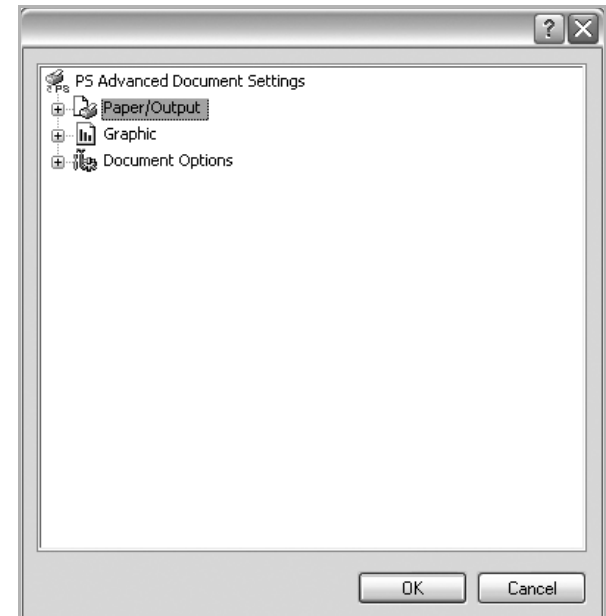 PS Advanced Document Settings
Paper/Output
Graphic
Document Options
OK Cancel